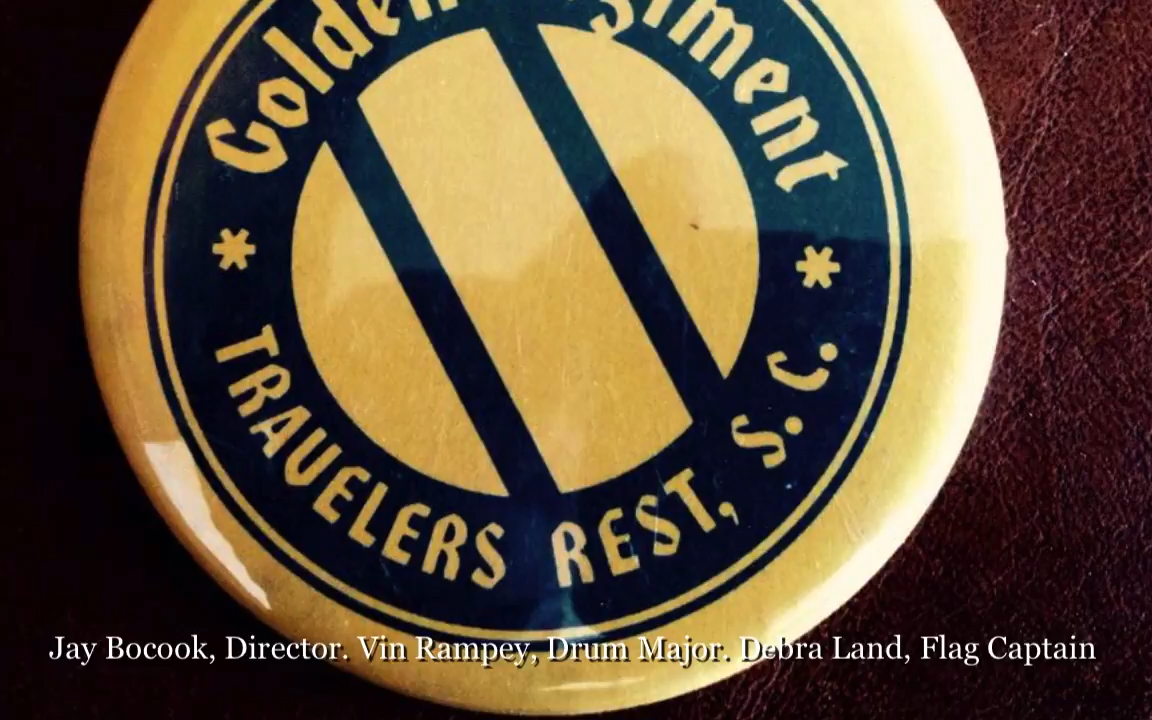 Golden Regiment
TRAVELERS REST, S.C.
Jay Bocook, Director. Vin Rampey, Drum Major. Debra Land, Flag Captain